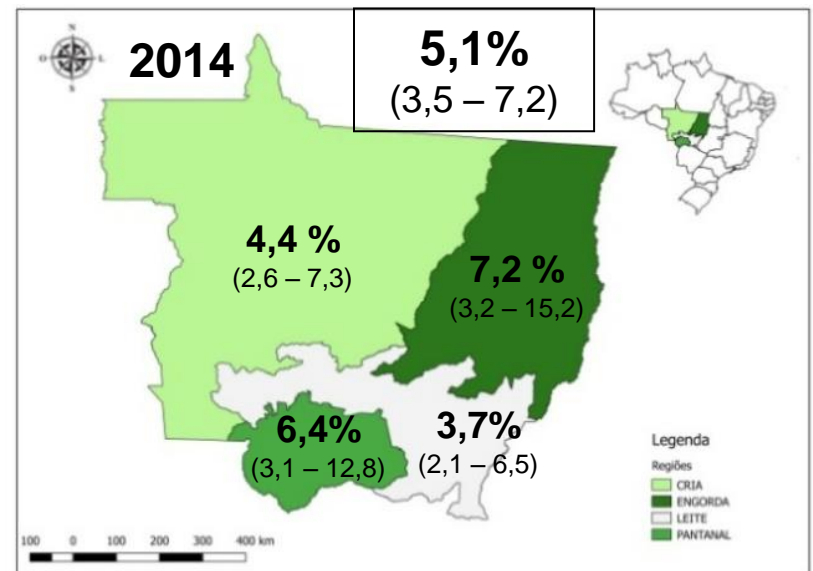 N
O L
S
2014
5,1%
(3,5 – 7,2)
4,4 %
(2,6 – 7,3)
7,2 %
(3,2 – 15,2)
6,4%
(3,1 – 12,8)
3,7%
(2,1 – 6,5)
Legenda
Regiões
CRIA
ENGORDA
LEITE
PANTANAL
100 0 100 200 300 400 km